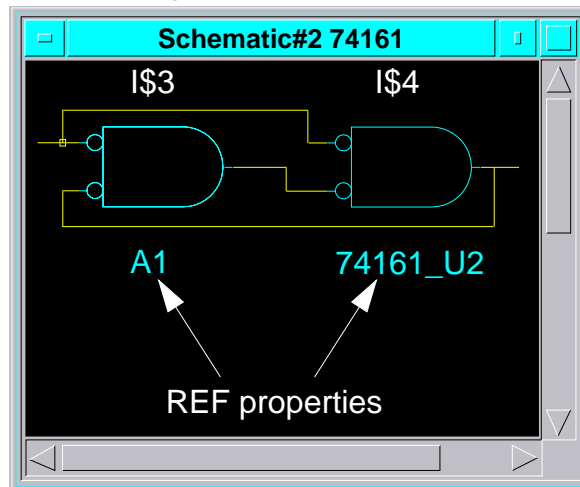 Schematic#2 74161
I$3 I$4
A1 74161_U2
REF properties